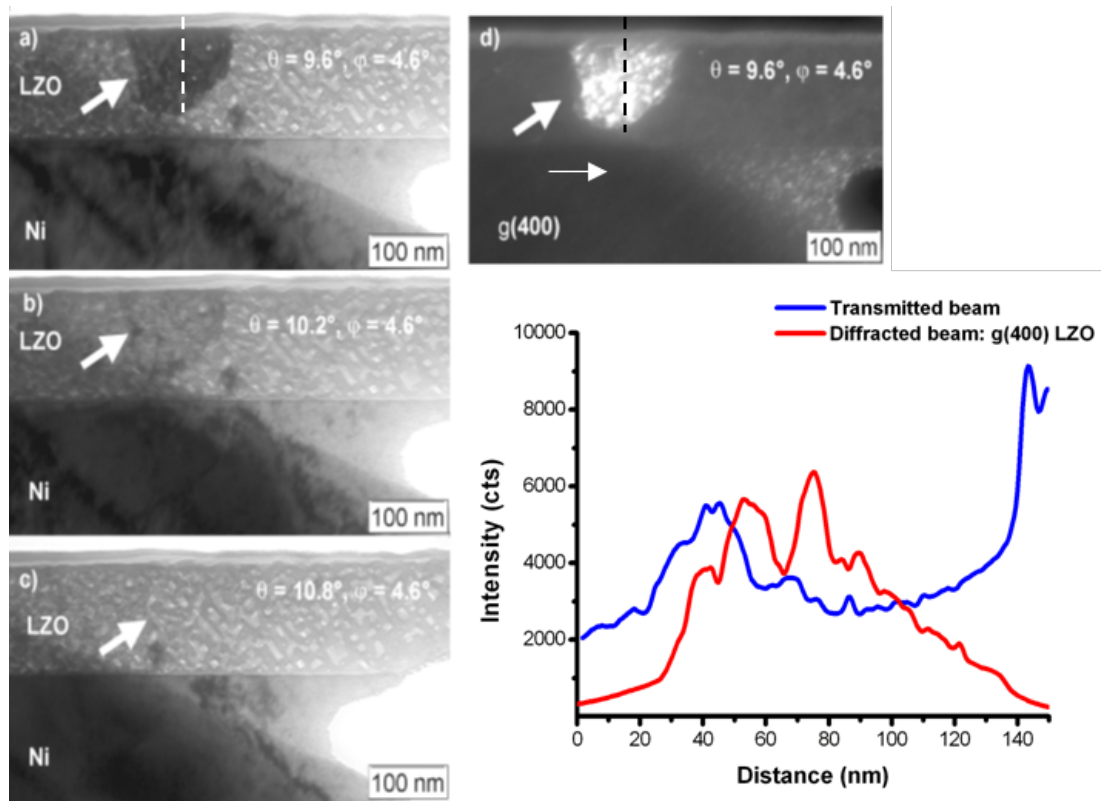 a)
LZO
θ = 9.6°, φ = 4.6°
Ni
100 nm
b)
LZO
θ = 10.2°, φ = 4.6°
Ni
100 nm
c)
LZO
θ = 10.8°, φ = 4.6°
Ni
100 nm
d)
θ = 9.6°, φ = 4.6°
g(400)
100 nm
Transmitted beam
Diffracted beam: g(400) LZO
10000
8000
6000
4000
2000
0
20
40
60
80
100
120
140
Intensity (cts)
Distance (nm)